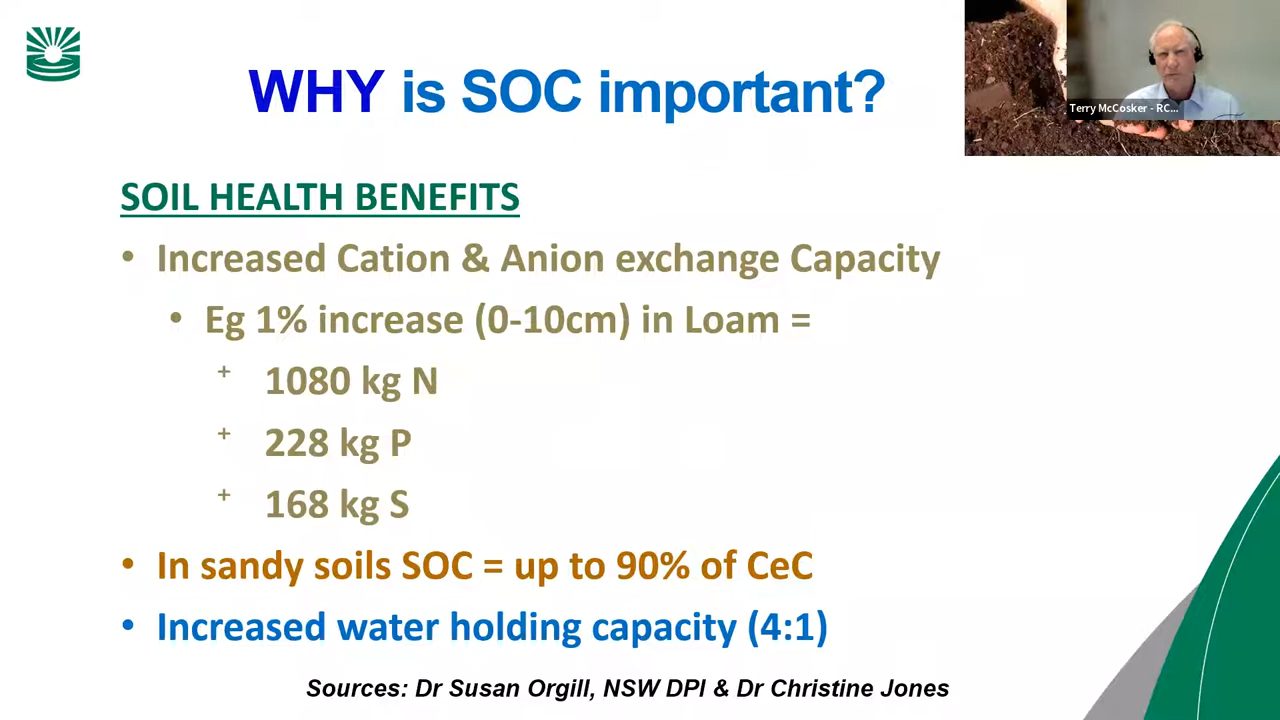 WHY is SOC important?
Terry McCosker - RC...
SOIL HEALTH BENEFITS
• Increased Cation & Anion exchange Capacity
• Eg 1% increase (0-10cm) in Loam =
+ 1080 kg N
+ 228 kg P
+ 168 kg S
• In sandy soils SOC = up to 90% of CeC
• Increased water holding capacity (4:1)
Sources: Dr Susan Orgill, NSW DPI & Dr Christine Jones